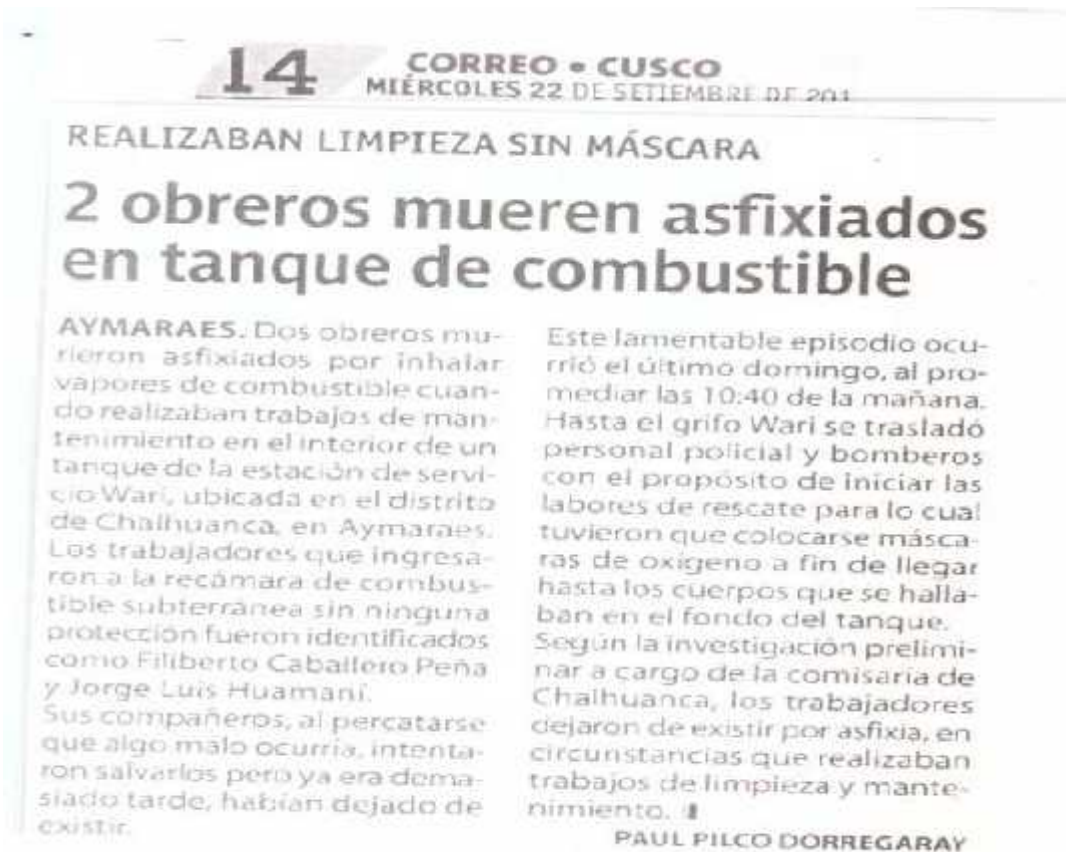 14
CORREO • CUSCO
MIÉRCOLES 22 DE SETIEMBRE DE 201
REALIZABAN LIMPIEZA SIN MÁSCARA
2 obreros mueren asfixiados
en tanque de combustible
AYMARAES. Dos obreros mu-
rieron asfixiados por inhalar
vapores de combustible cuan-
do realizaban trabajos de man-
tenimiento en el interior de un
tanque de la estación de servi-
cio Wari, ubicada en el distrito
de Chalhuanca, en Aymaraes.
Los trabajadores que ingresa-
ron a la recámara de combus-
tible subterránea sin ninguna
protección fueron identificados
como Filiberto Caballero Peña
y Jorge Luis Huamaní.
Sus compañeros, al percatarse
que algo malo ocurría, intenta-
ron salvarlos pero ya era dema-
siado tarde, habían dejado de
existir.
Este lamentable episodio ocu-
rrió el último domingo, al pro-
mediar las 10:40 de la mañana.
Hasta el grifo Wari se trasladó
personal policial y bomberos
con el propósito de iniciar las
labores de rescate para lo cual
tuvieron que colocarse másca-
ras de oxígeno a fin de llegar
hasta los cuerpos que se halla-
ban en el fondo del tanque.
Según la investigación prelimi-
nar a cargo de la comisaría de
Chalhuanca, los trabajadores
dejaron de existir por asfixia, en
circunstancias que realizaban
trabajos de limpieza y mante-
nimiento.
PAUL PILCO DORREGARAY